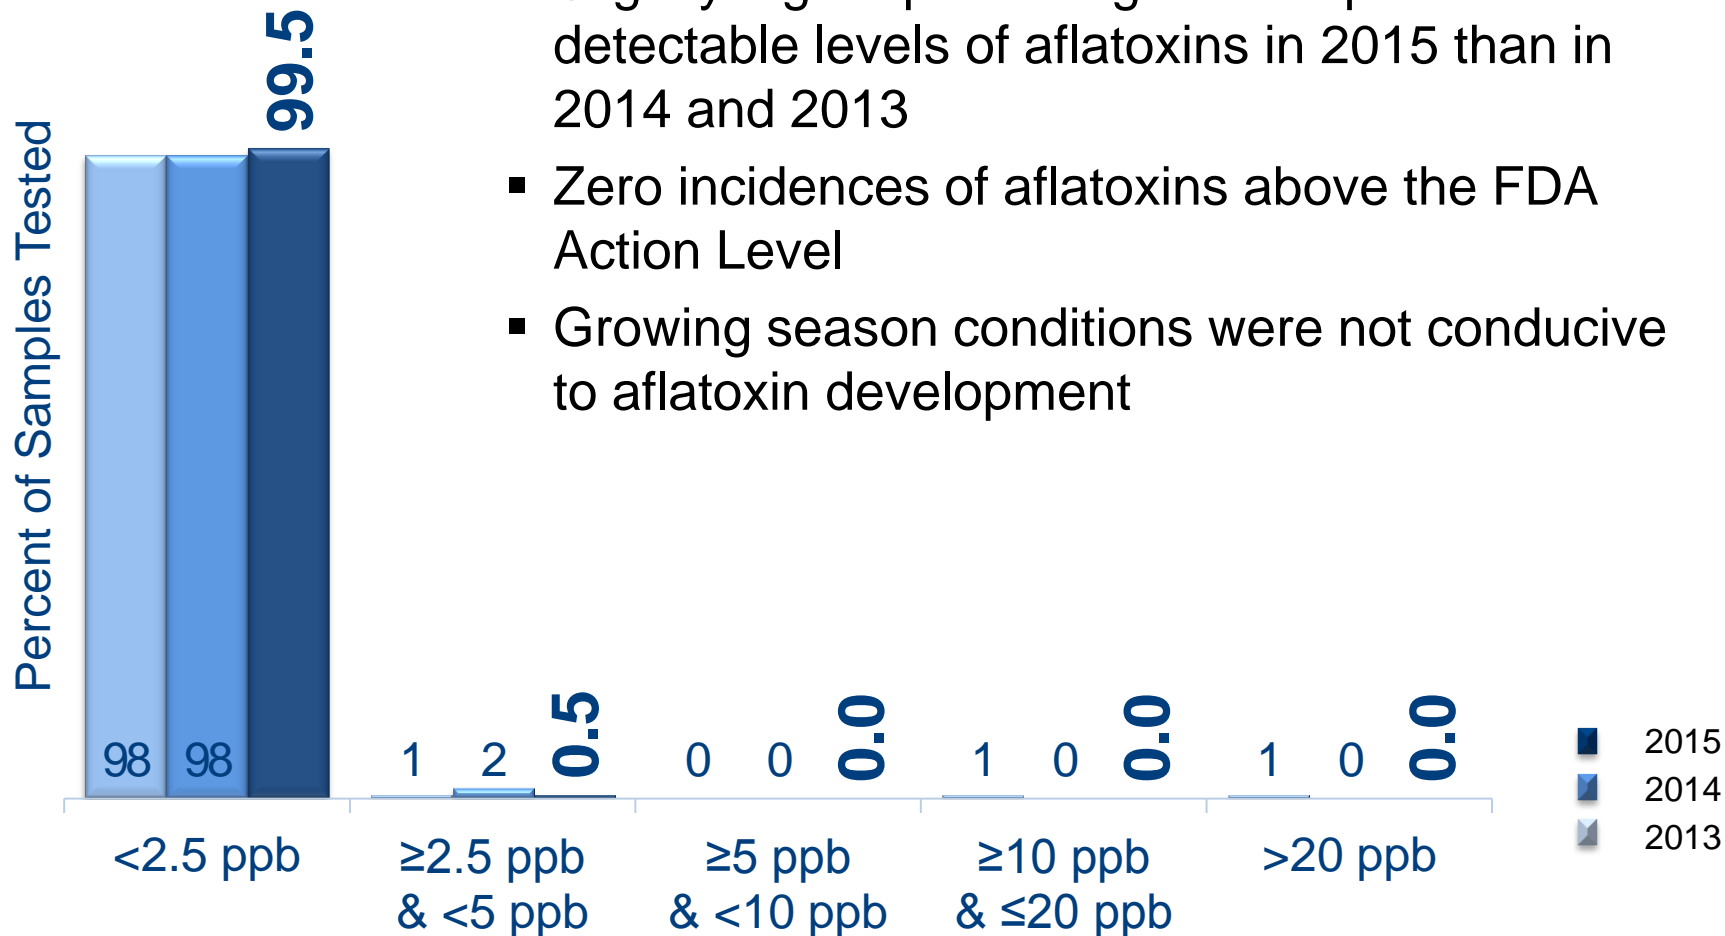 detectable levels of aflatoxins in 2015 than in
2014 and 2013
▪ Zero incidences of aflatoxins above the FDA
Action Level
▪ Growing season conditions were not conducive
to aflatoxin development
Percent of Samples Tested
98
98
99.5
1
2
0.5
0
0
0.0
1
0
0.0
1
0
0.0
<2.5 ppb
≥2.5 ppb
& <5 ppb
≥5 ppb
& <10 ppb
≥10 ppb
& ≤20 ppb
>20 ppb
2015
2014
2013